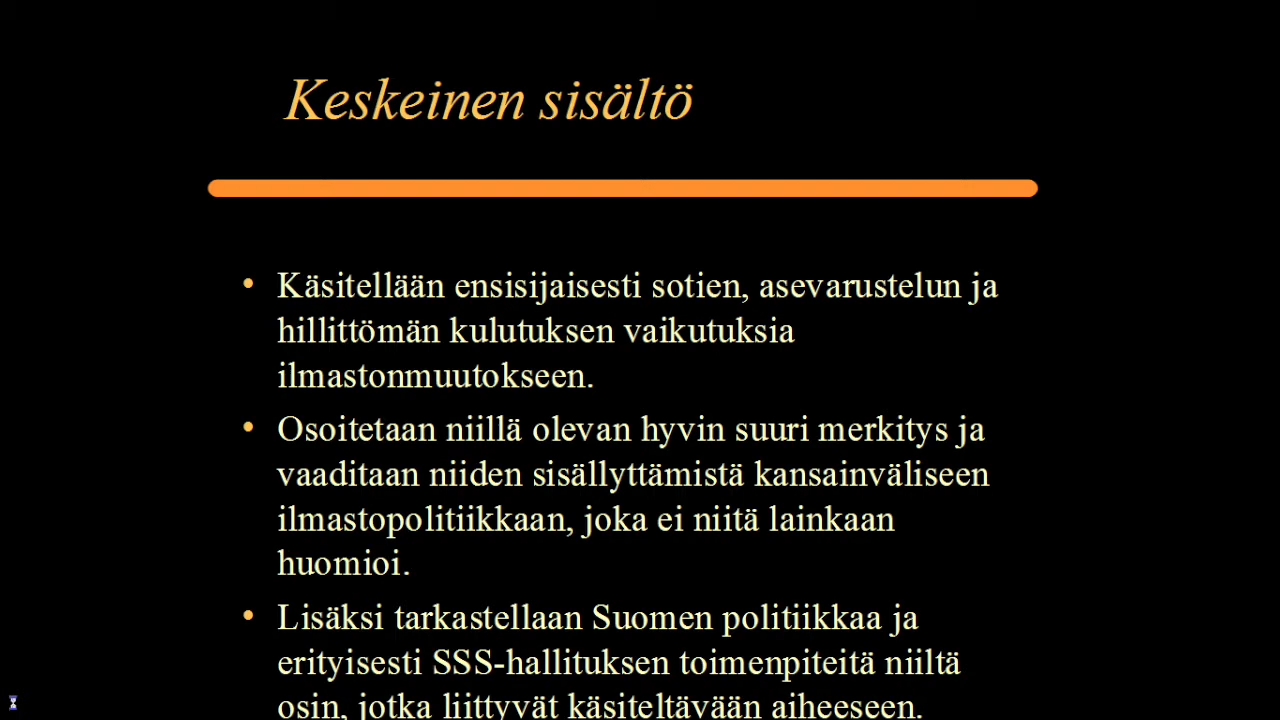 Keskeinen sisältö
• Käsitellään ensisijaisesti sotien, asevarustelun ja
hillittömän kulutuksen vaikutuksia
ilmastonmuutokseen.
• Osoitetaan niillä olevan hyvin suuri merkitys ja
vaaditaan niiden sisällyttämistä kansainväliseen
ilmastopolitiikkaan, joka ei niitä lainkaan
huomioi.
• Lisäksi tarkastellaan Suomen politiikkaa ja
erityisesti SSS-hallituksen toimenpiteitä niiltä
osin, jotka liittyvät käsiteltävään aiheeseen.